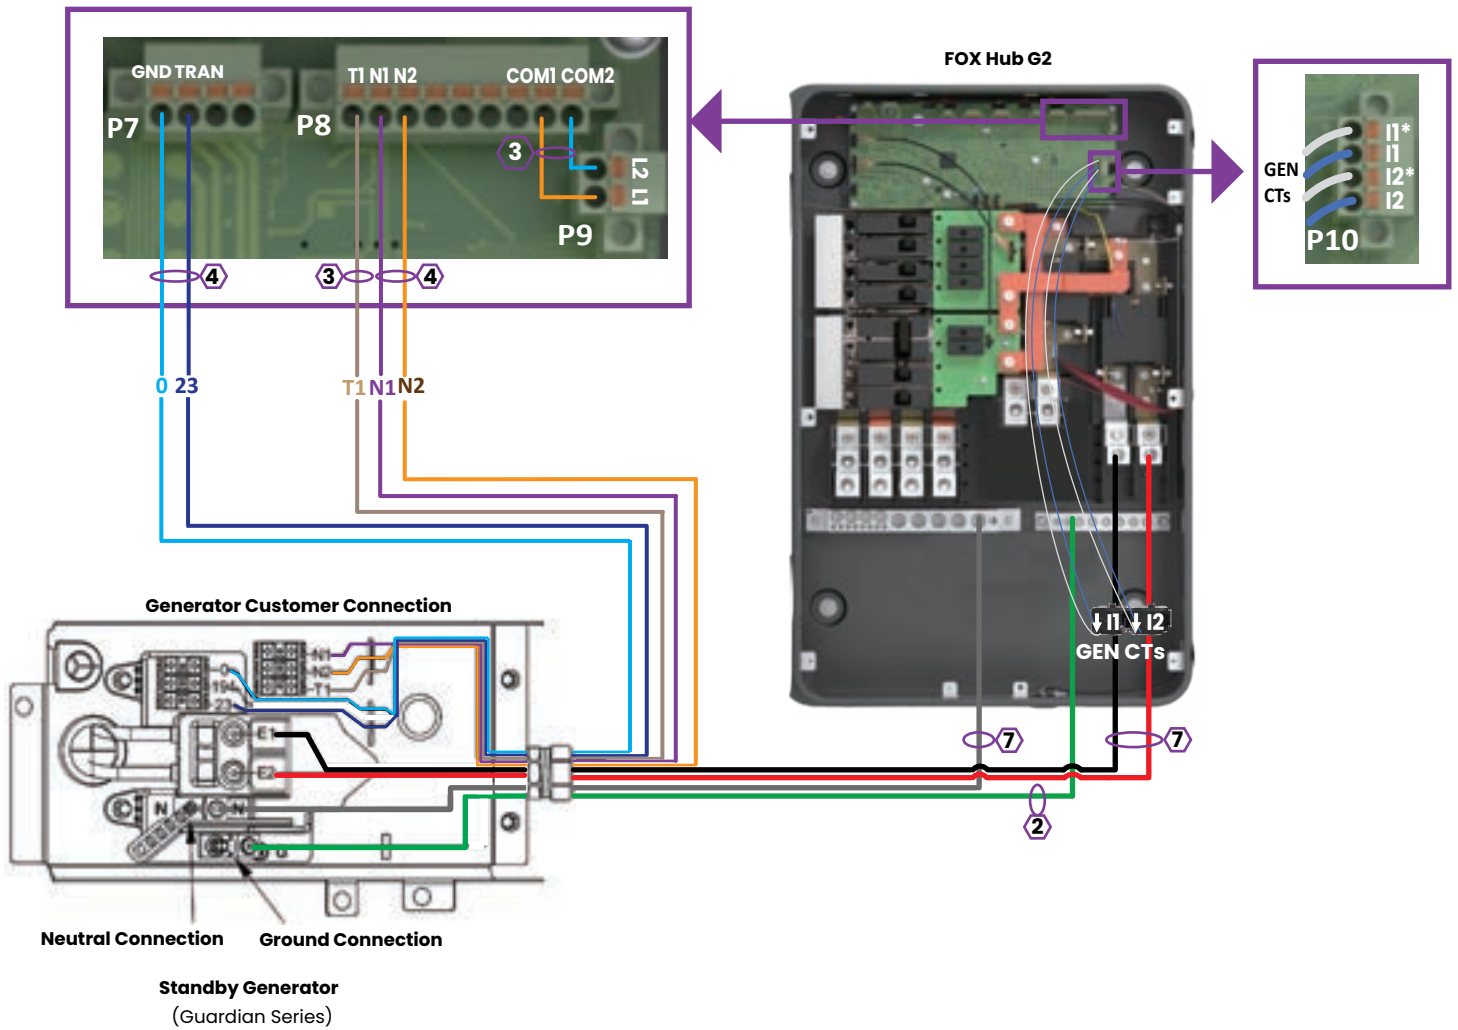 FOX Hub G2
GND TRAN
T1 N1 N2
COM1 COM2
P7
P8
3
L2
L1
P9
4
3
4
I1*
I1
I2*
I2
GEN
CTs
P10
0 23
T1 N1 N2
Generator Customer Connection
N1
N2
T1
0
194
23
E1
E2
N
N
G
I1
I2
GEN CTs
7
7
2
Neutral Connection
Ground Connection
Standby Generator
(Guardian Series)